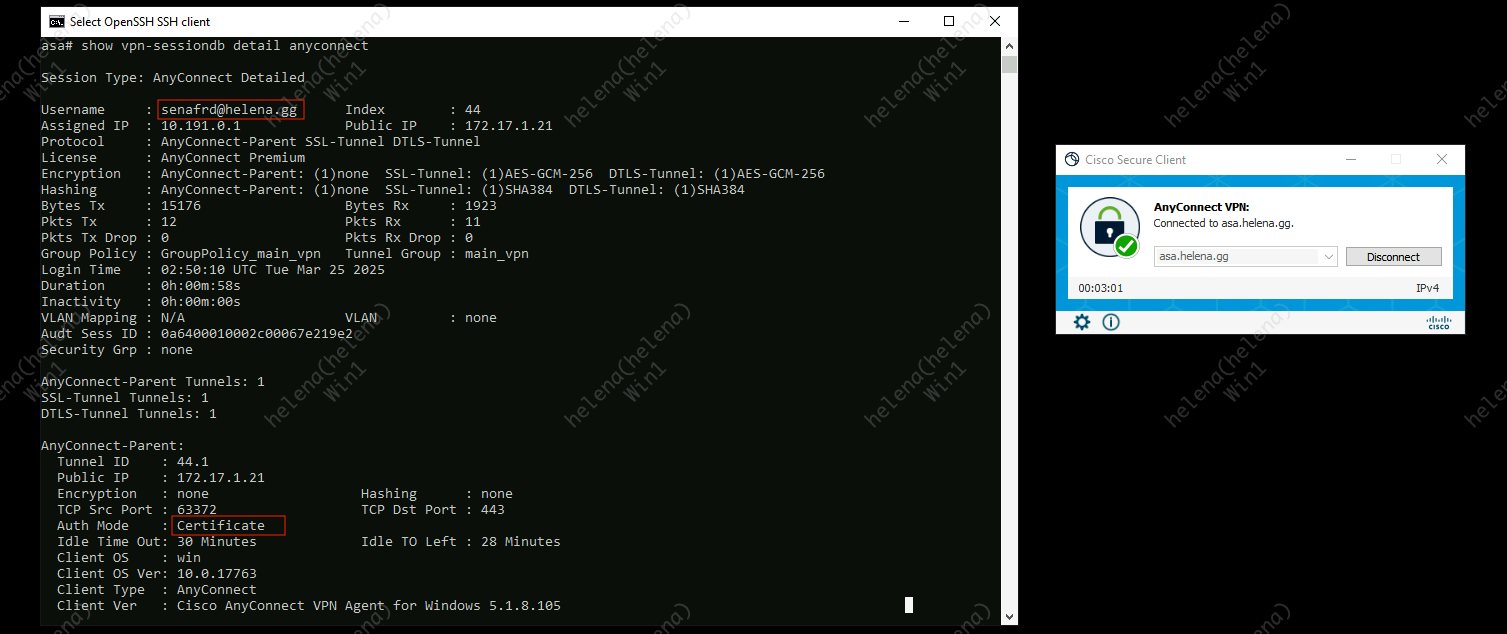 Select OpenSSH SSH client
asa# show vpn-sessiondb detail anyconnect
Session Type: AnyConnect Detailed
Username     : senafrd@helena.gg      Index        : 44
Assigned IP  : 10.191.0.1             Public IP    : 172.17.1.21
Protocol     : AnyConnect-Parent SSL-Tunnel DTLS-Tunnel
License      : AnyConnect Premium
Encryption   : AnyConnect-Parent: (1)none  SSL-Tunnel: (1)AES-GCM-256  DTLS-Tunnel: (1)AES-GCM-256
Hashing      : AnyConnect-Parent: (1)none  SSL-Tunnel: (1)SHA384  DTLS-Tunnel: (1)SHA384
Bytes Tx     : 15176                  Bytes Rx     : 1923
Pkts Tx      : 12                     Pkts Rx      : 11
Pkts Tx Drop : 0                      Pkts Rx Drop : 0
Group Policy : GroupPolicy_main_vpn   Tunnel Group : main_vpn
Login Time   : 02:50:10 UTC Tue Mar 25 2025
Duration     : 0h:00m:58s
Inactivity   : 0h:00m:00s
VLAN Mapping : N/A                    VLAN         : none
Audt Sess ID : 0a6400010002c00067e219e2
Security Grp : none
AnyConnect-Parent Tunnels: 1
SSL-Tunnel Tunnels: 1
DTLS-Tunnel Tunnels: 1
AnyConnect-Parent:
  Tunnel ID    : 44.1
  Public IP    : 172.17.1.21
  Encryption   : none                   Hashing      : none
  TCP Src Port : 63372                  TCP Dst Port : 443
  Auth Mode    : Certificate
  Idle Time Out: 30 Minutes             Idle TO Left : 28 Minutes
  Client OS    : win
  Client OS Ver: 10.0.17763
  Client Type  : AnyConnect
  Client Ver   : Cisco AnyConnect VPN Agent for Windows 5.1.8.105
Cisco Secure Client
AnyConnect VPN:
Connected to asa.helena.gg.
asa.helena.gg
Disconnect
00:03:01
IPv4
cisco
helena(helena)
Win1